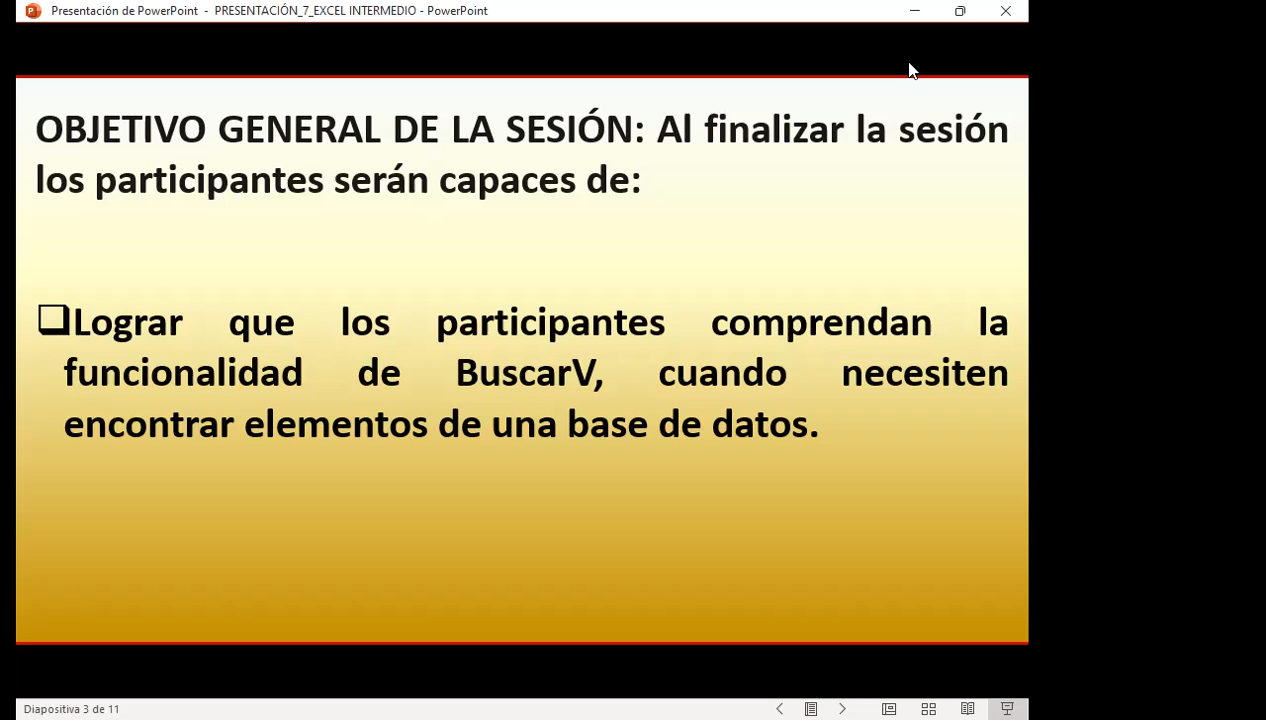 Presentación de PowerPoint - PRESENTACIÓN_7_EXCEL INTERMEDIO - PowerPoint
OBJETIVO GENERAL DE LA SESIÓN: Al finalizar la sesión
los participantes serán capaces de:
Lograr que los participantes comprendan la
funcionalidad de BuscarV, cuando necesiten
encontrar elementos de una base de datos.
Diapositiva 3 de 11